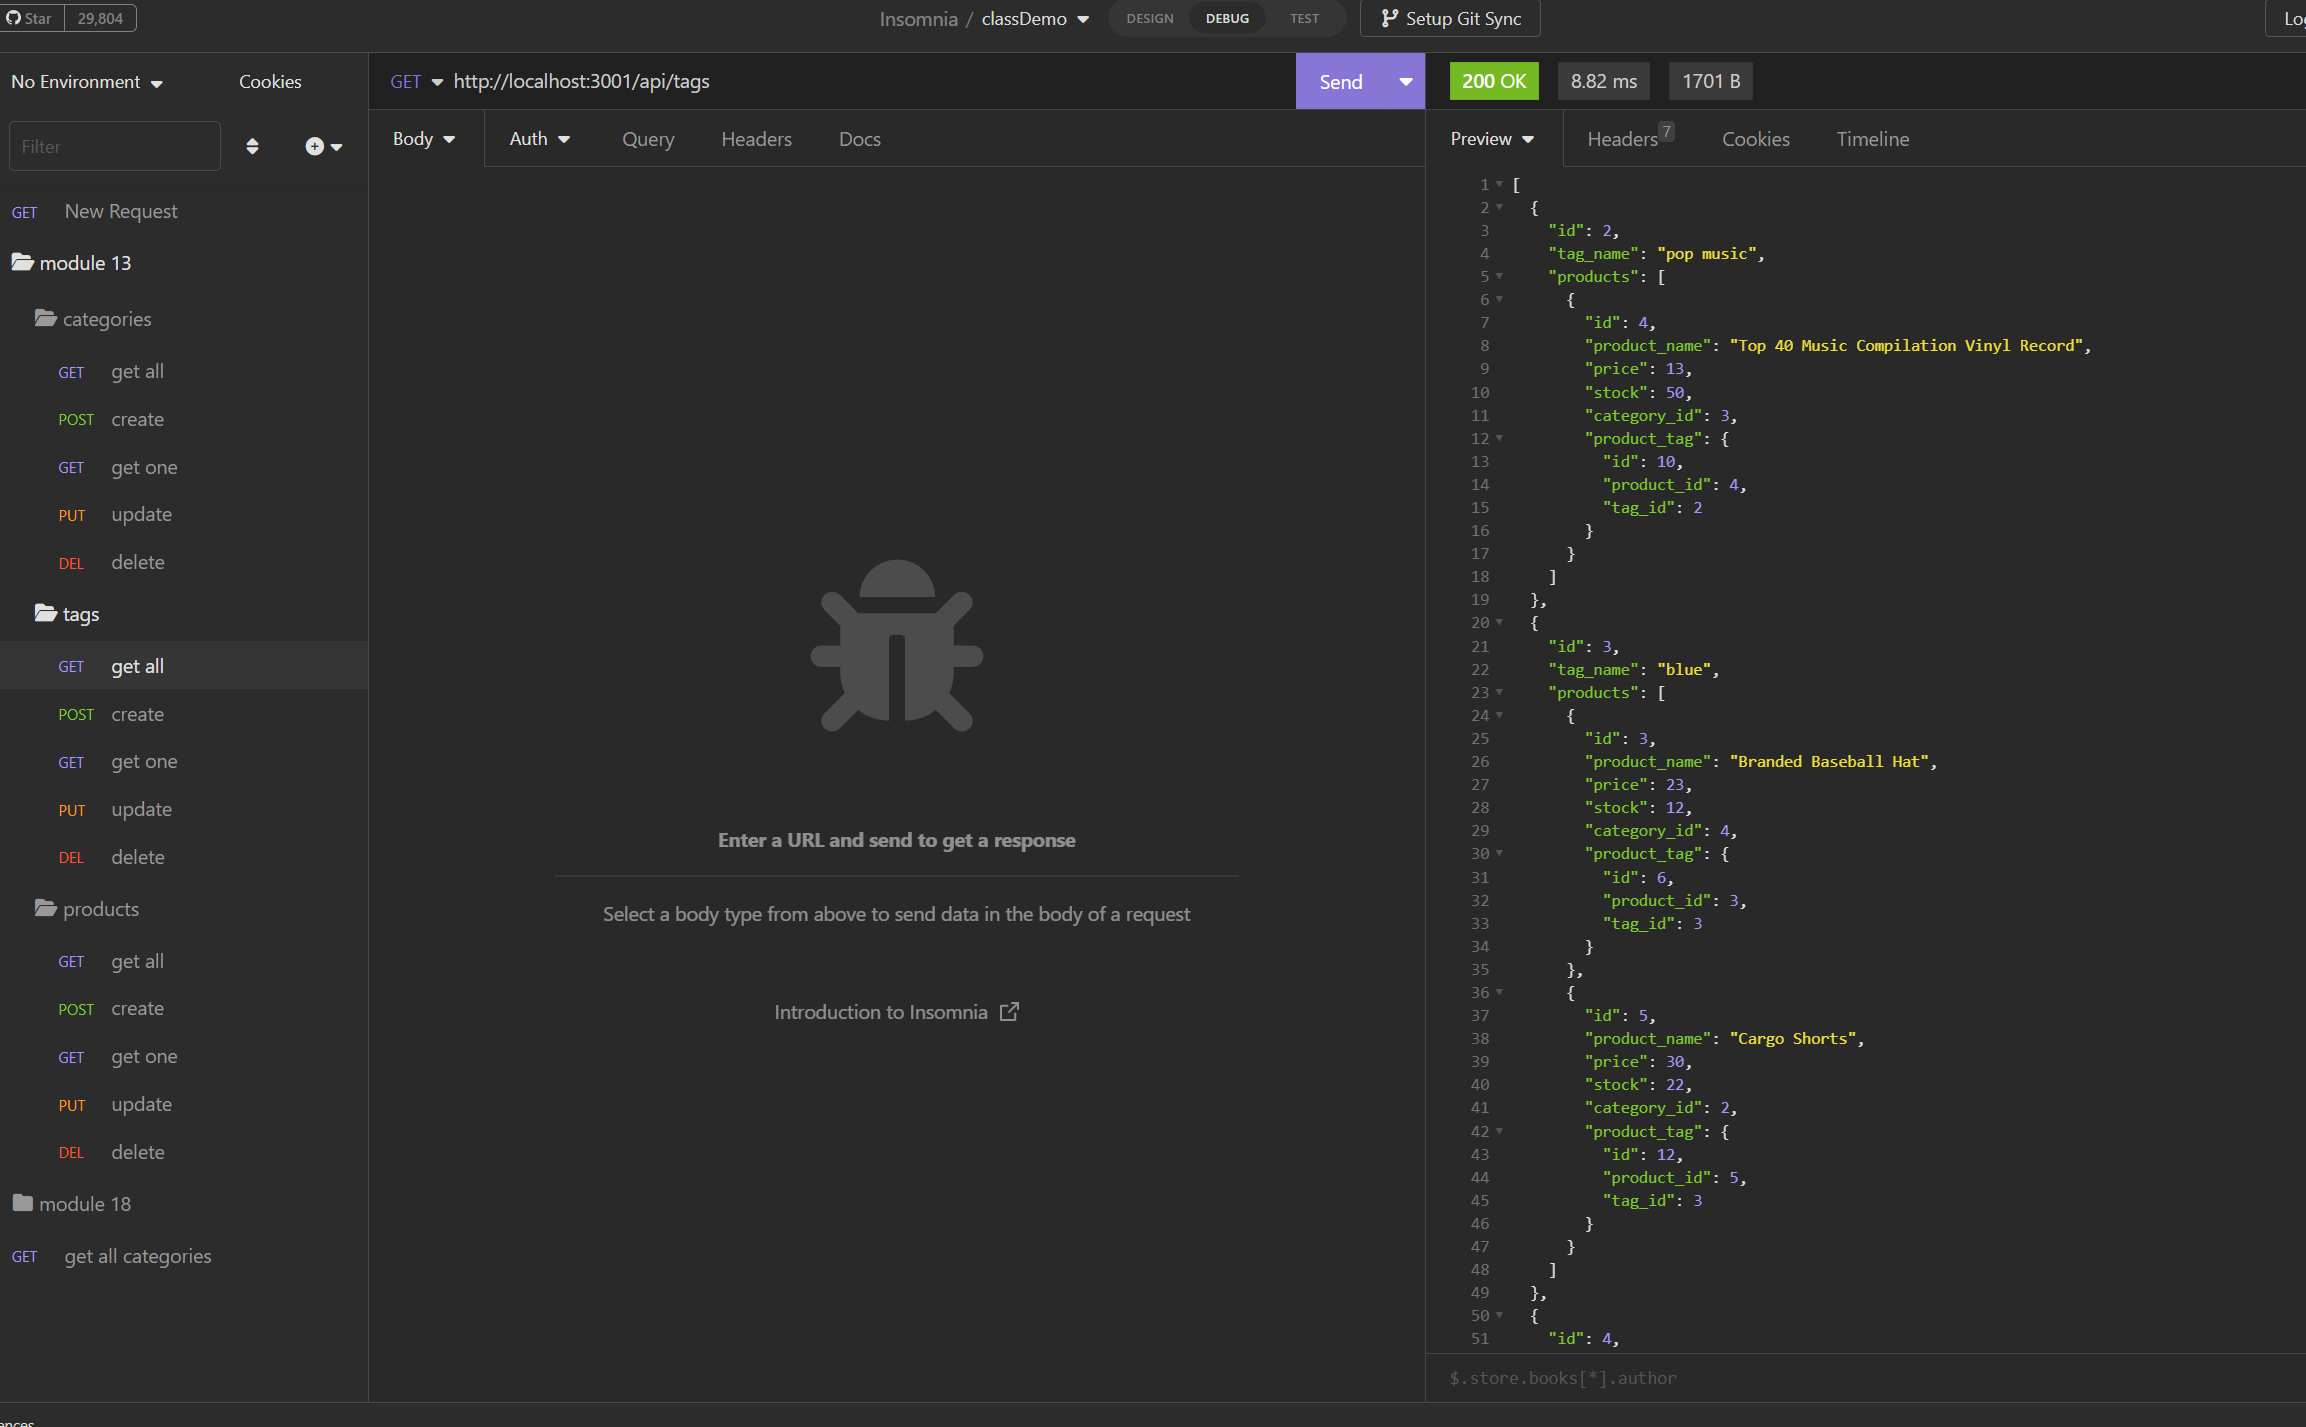 Star 29,804
Insomnia / classDemo
DESIGN DEBUG TEST
Setup Git Sync
No Environment Cookies
Filter
GET New Request
module 13
categories
GET get all
POST create
GET get one
PUT update
DEL delete
tags
GET get all
POST create
GET get one
PUT update
DEL delete
products
GET get all
POST create
GET get one
PUT update
DEL delete
module 18
GET get all categories
GET http://localhost:3001/api/tags Send
Body Auth Query Headers Docs
Enter a URL and send to get a response
Select a body type from above to send data in the body of a request
Introduction to Insomnia
200 OK 8.82 ms 1701 B
Preview Headers 7 Cookies Timeline
1 [
2 {
3 "id": 2,
4 "tag_name": "pop music",
5 "products": [
6 {
7 "id": 4,
8 "product_name": "Top 40 Music Compilation Vinyl Record",
9 "price": 13,
10 "stock": 50,
11 "category_id": 3,
12 "product_tag": {
13 "id": 10,
14 "product_id": 4,
15 "tag_id": 2
16 }
17 }
18 ]
19 },
20 {
21 "id": 3,
22 "tag_name": "blue",
23 "products": [
24 {
25 "id": 3,
26 "product_name": "Branded Baseball Hat",
27 "price": 23,
28 "stock": 12,
29 "category_id": 4,
30 "product_tag": {
31 "id": 6,
32 "product_id": 3,
33 "tag_id": 3
34 }
35 },
36 {
37 "id": 5,
38 "product_name": "Cargo Shorts",
39 "price": 30,
40 "stock": 22,
41 "category_id": 2,
42 "product_tag": {
43 "id": 12,
44 "product_id": 5,
45 "tag_id": 3
46 }
47 }
48 ]
49 },
50 {
51 "id": 4,
$.store.books[*].author